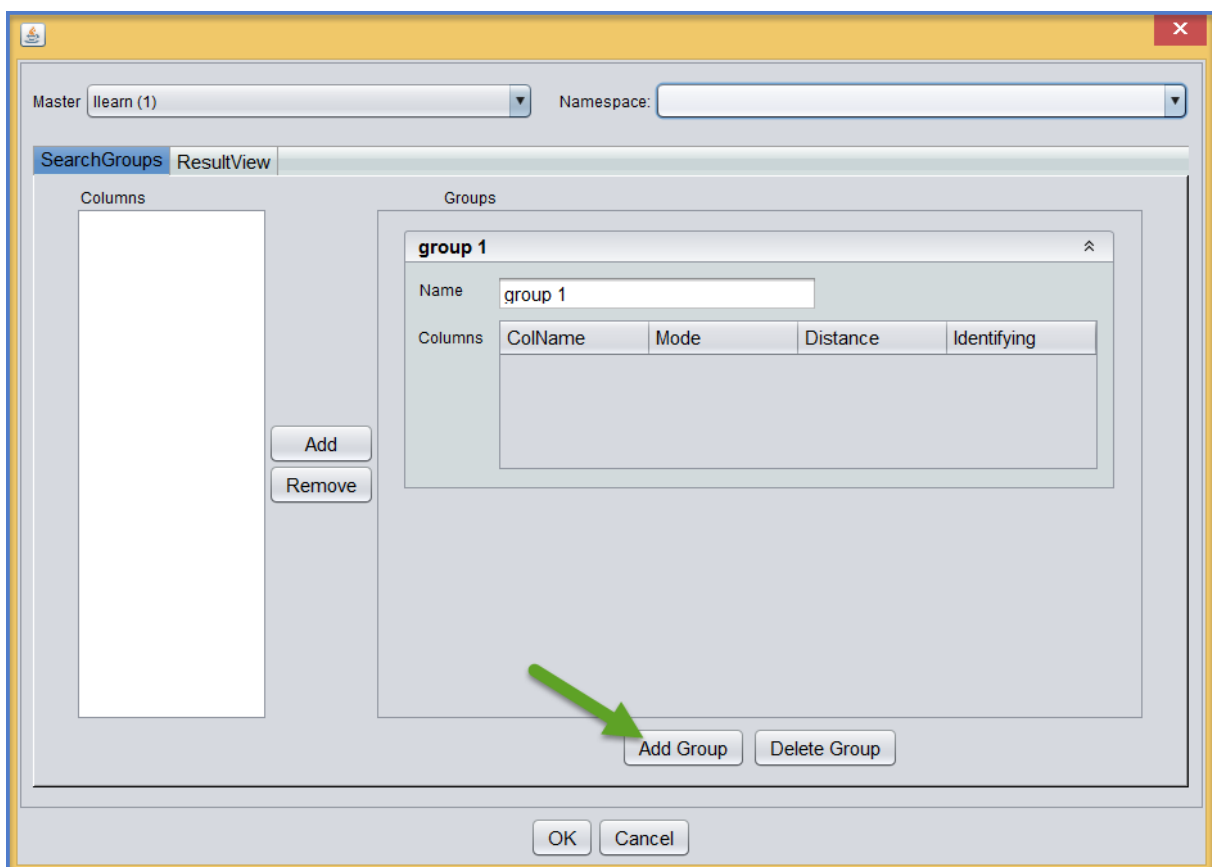 Master llearn (1) Namespace:
SearchGroups ResultView
Columns Groups
group 1
Name group 1
Columns ColName Mode Distance Identifying
Add
Remove
Add Group Delete Group
OK Cancel